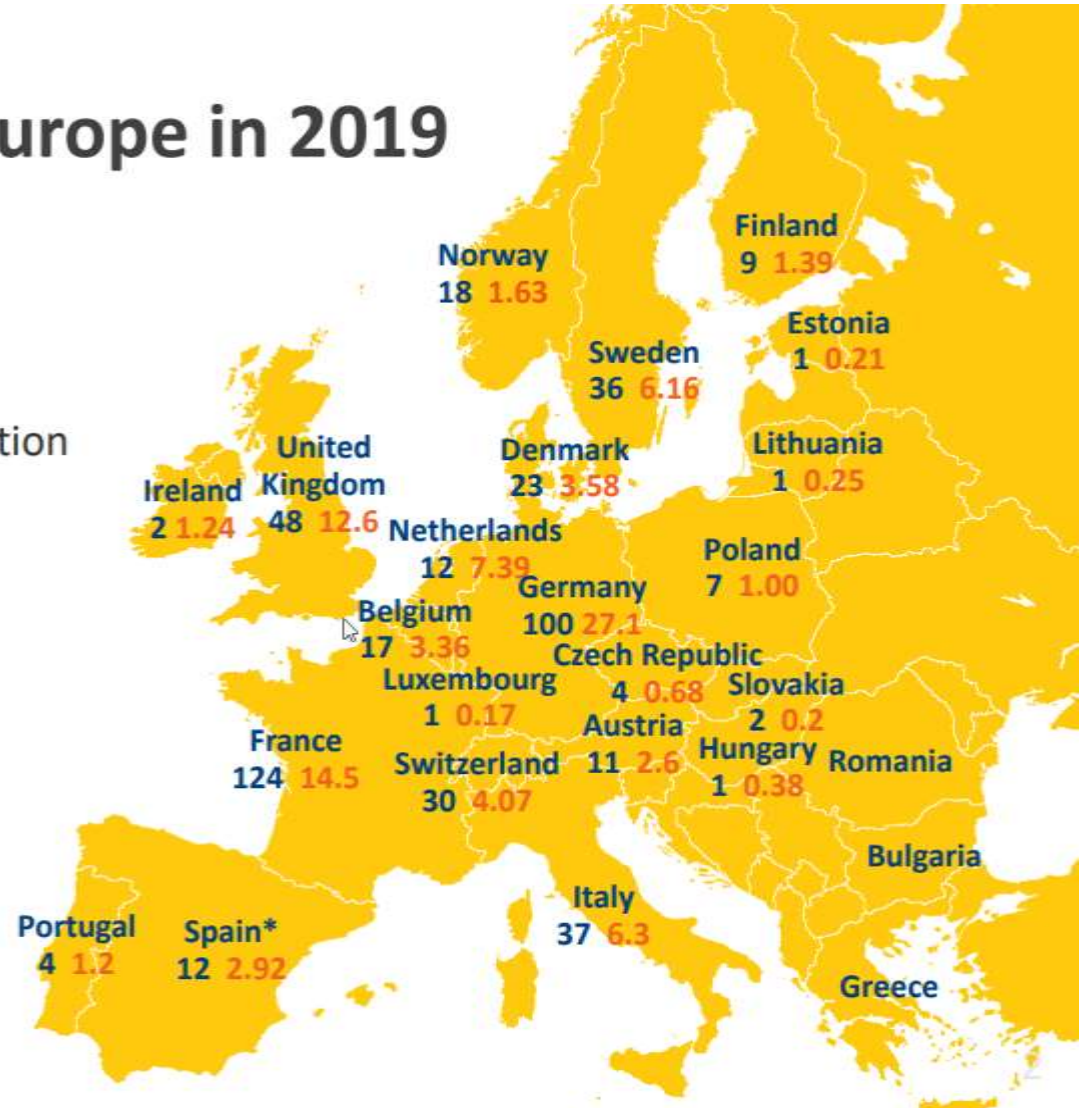 urope in 2019
Finland
9 1.39
Norway
18 1.63
Estonia
1 0.21
Sweden
36 6.16
tion
United
Kingdom
48 12.6
Denmark
23 3.58
Lithuania
1 0.25
Ireland
2 1.24
Netherlands
12 7.39
Poland
7 1.00
Germany
100 27.1
Belgium
17 3.36
Czech Republic
4 0.68
Luxembourg
1 0.17
Slovakia
2 0.2
Austria
11 2.6
France
124 14.5
Switzerland
30 4.07
Hungary
1 0.38
Romania
Bulgaria
Italy
37 6.3
Portugal
4 1.2
Spain*
12 2.92
Greece
2